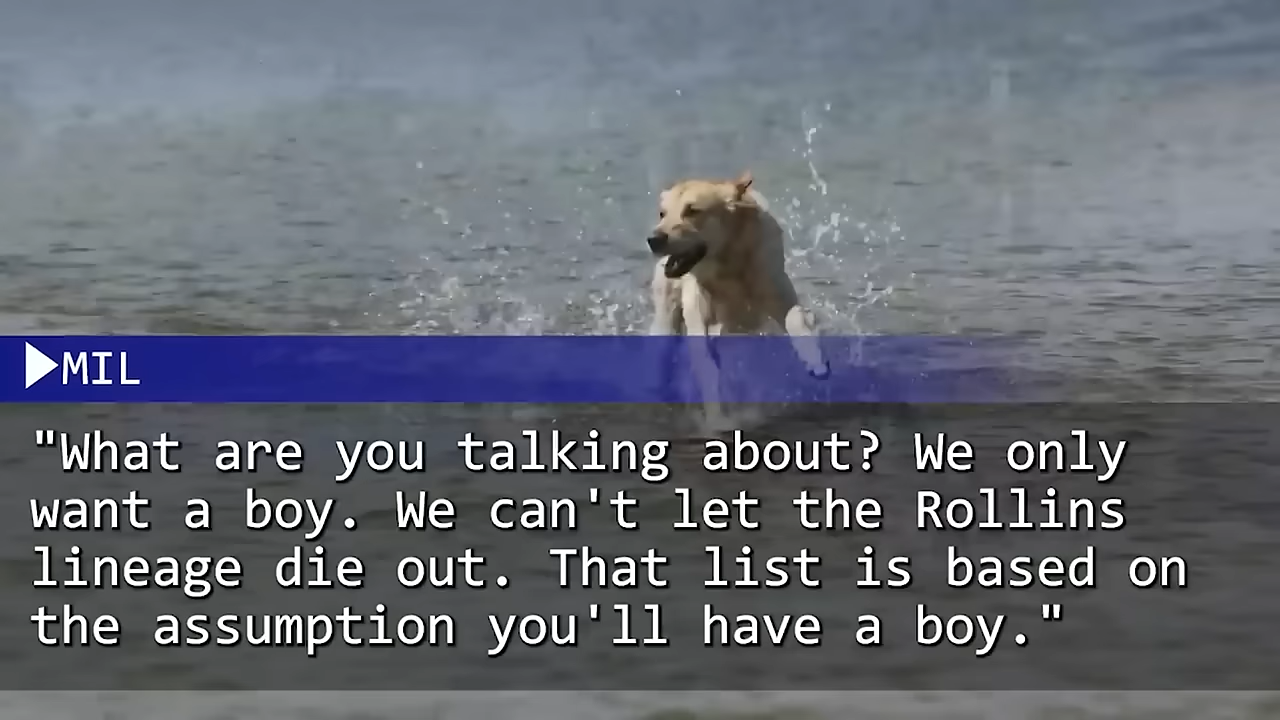 MIL
"What are you talking about? We only
want a boy. We can't let the Rollins
lineage die out. That list is based on
the assumption you'll have a boy."